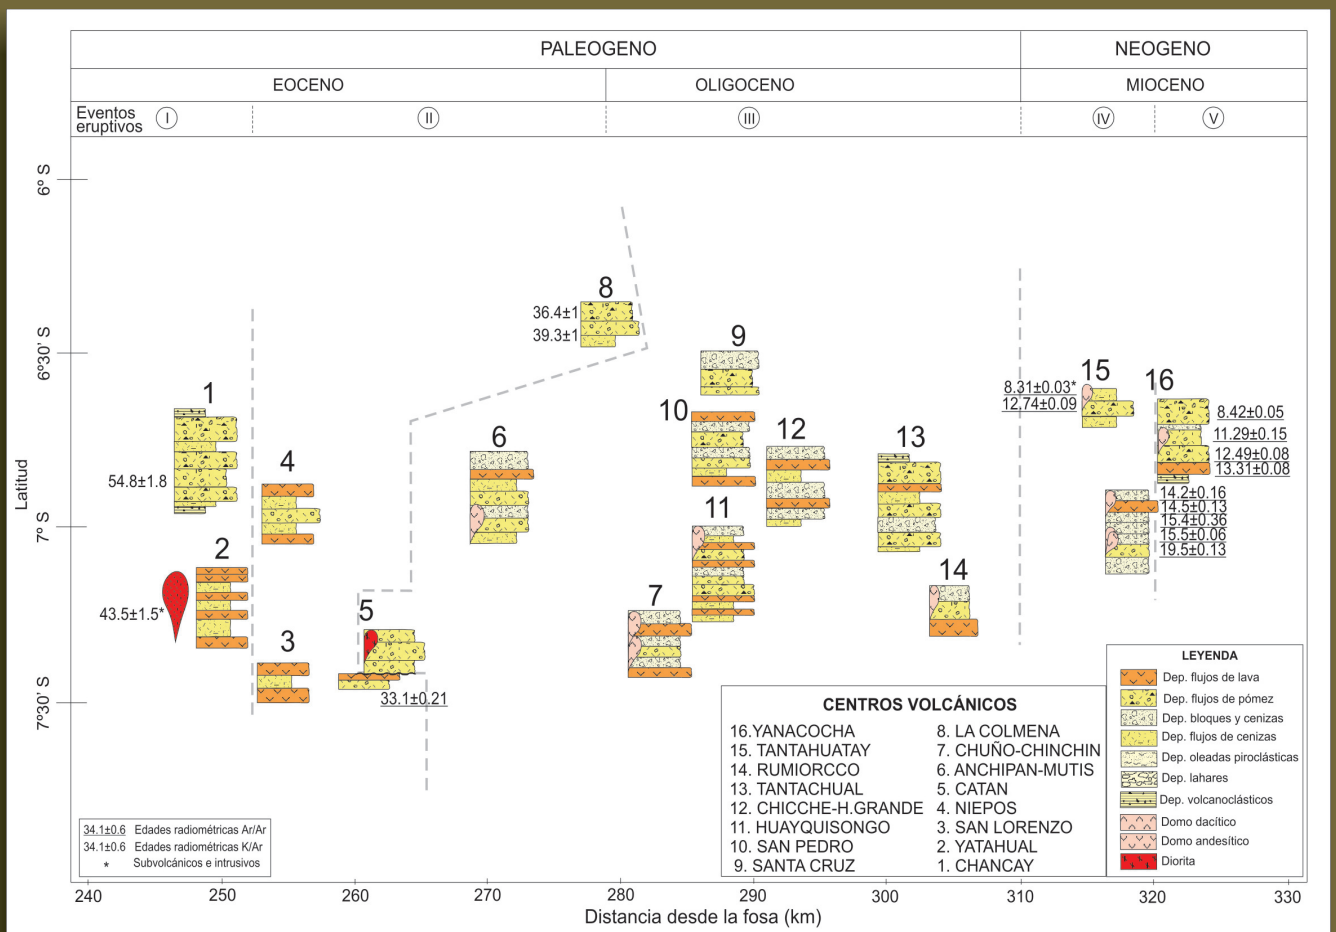 PALEOGENO NEOGENO
EOCENO OLIGOCENO MIOCENO
Eventos
eruptivos I II III IV V
Latitud
6° S
6°30' S
7° S
7°30' S
1
54.8±1.8
2
43.5±1.5*
3
4
5
33.1±0.21
6
7
8
36.4±1
39.3±1
9
10
11
12
13
14
15
8.31±0.03*
12.74±0.09
16
8.42±0.05
11.29±0.15
12.49±0.08
13.31±0.08
14.2±0.16
14.5±0.13
15.4±0.36
15.5±0.06
19.5±0.13
34.1±0.6 Edades radiométricas Ar/Ar
34.1±0.6 Edades radiométricas K/Ar
* Subvolcánicos e intrusivos
CENTROS VOLCÁNICOS
16.YANACOCHA 8. LA COLMENA
15. TANTAHUATAY 7. CHUÑO-CHINCHIN
14. RUMIORCCO 6. ANCHIPAN-MUTIS
13. TANTACHUAL 5. CATAN
12. CHICCHE-H.GRANDE 4. NIEPOS
11. HUAYQUISONGO 3. SAN LORENZO
10. SAN PEDRO 2. YATAHUAL
9. SANTA CRUZ 1. CHANCAY
LEYENDA
Dep. flujos de lava
Dep. flujos de pómez
Dep. bloques y cenizas
Dep. flujos de cenizas
Dep. oleadas piroclásticas
Dep. lahares
Dep. volcanoclásticos
Domo dacítico
Domo andesítico
Diorita
240 250 260 270 280 290 300 310 320 330
Distancia desde la fosa (km)